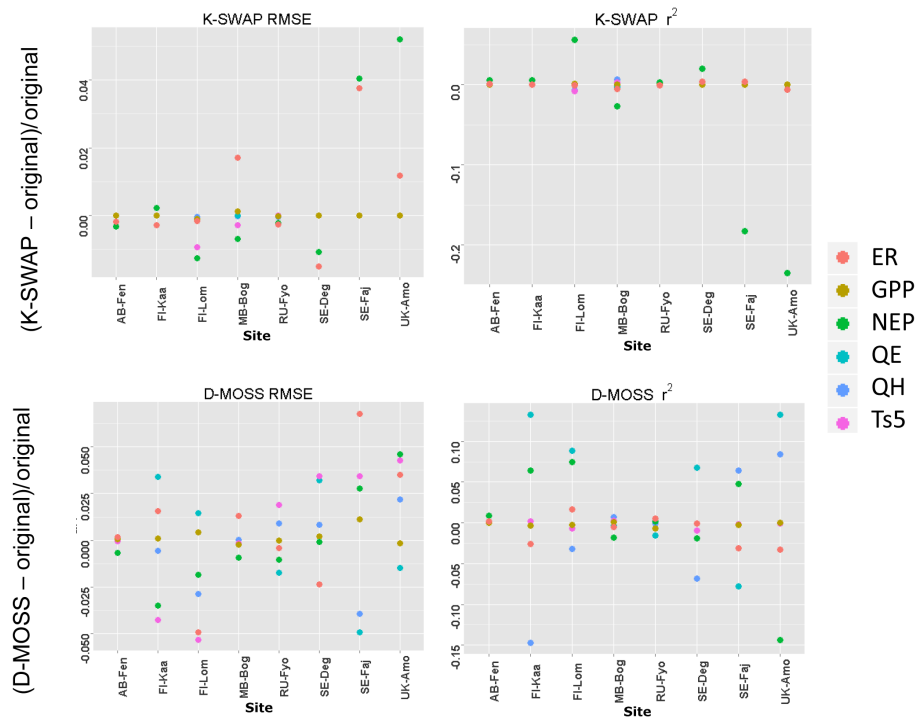 K-SWAP RMSE
(K-SWAP – original)/original
0.04
0.02
0.00
AB-Fen
FI-Kaa
FI-Lom
MB-Bog
RU-Fyo
SE-Deg
SE-Faj
UK-Amo
Site
K-SWAP r²
0.0
-0.1
-0.2
AB-Fen
FI-Kaa
FI-Lom
MB-Bog
RU-Fyo
SE-Deg
SE-Faj
UK-Amo
Site
ER
GPP
NEP
QE
QH
Ts5
D-MOSS RMSE
(D-MOSS – original)/original
0.050
0.025
0.000
-0.025
-0.050
AB-Fen
FI-Kaa
FI-Lom
MB-Bog
RU-Fyo
SE-Deg
SE-Faj
UK-Amo
Site
D-MOSS r²
0.10
0.05
0.00
-0.05
-0.10
-0.15
AB-Fen
FI-Kaa
FI-Lom
MB-Bog
RU-Fyo
SE-Deg
SE-Faj
UK-Amo
Site